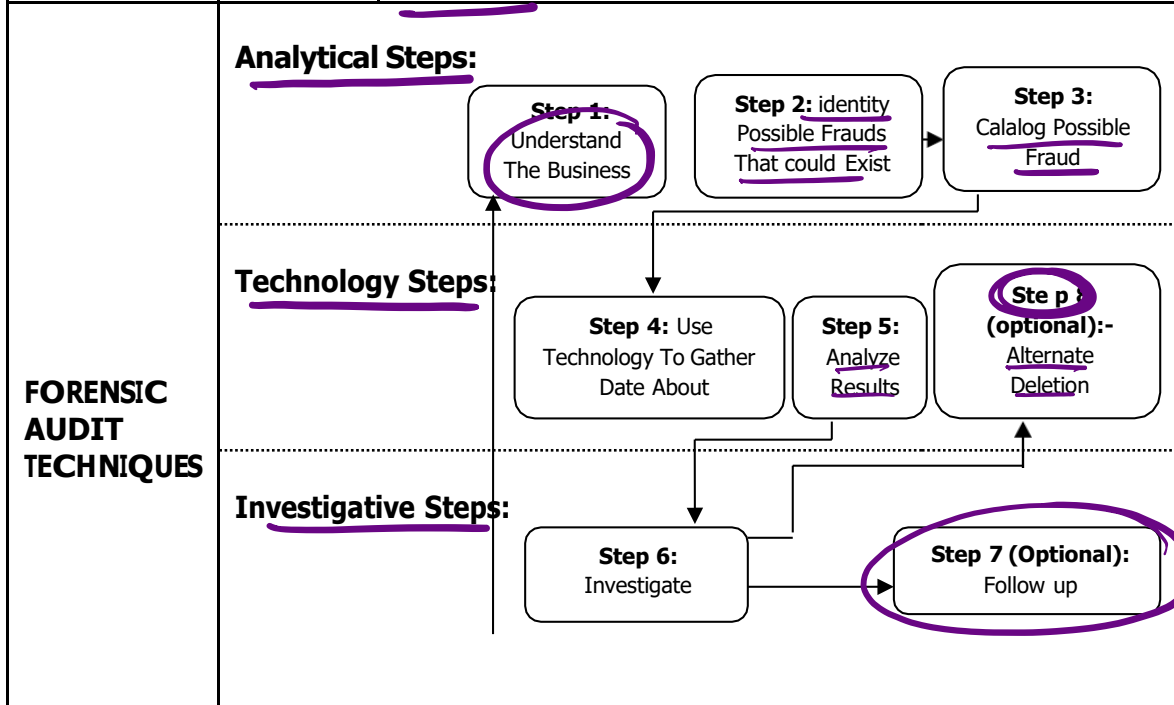 Analytical Steps:
Step 1:
Understand
The Business
Step 2: identity
Possible Frauds
That could Exist
Step 3:
Calalog Possible
Fraud
Technology Steps:
Step 4: Use
Technology To Gather
Date About
Step 5:
Analyze
Results
Ste p 8
(optional):-
Alternate
Deletion
FORENSIC
AUDIT
TECHNIQUES
Investigative Steps:
Step 6:
Investigate
Step 7 (Optional):
Follow up